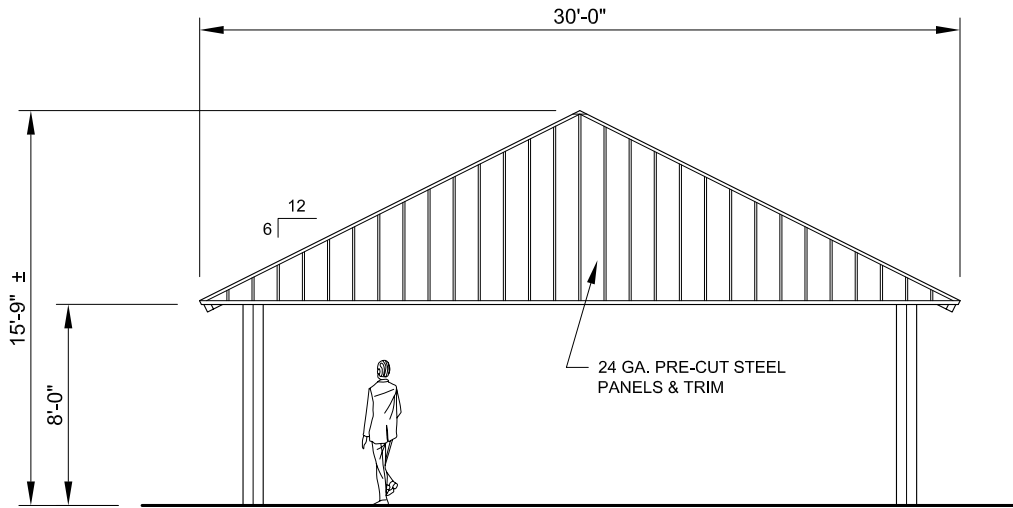 30'-0"
12
6
15'-9" ±
8'-0"
24 GA. PRE-CUT STEEL
PANELS & TRIM